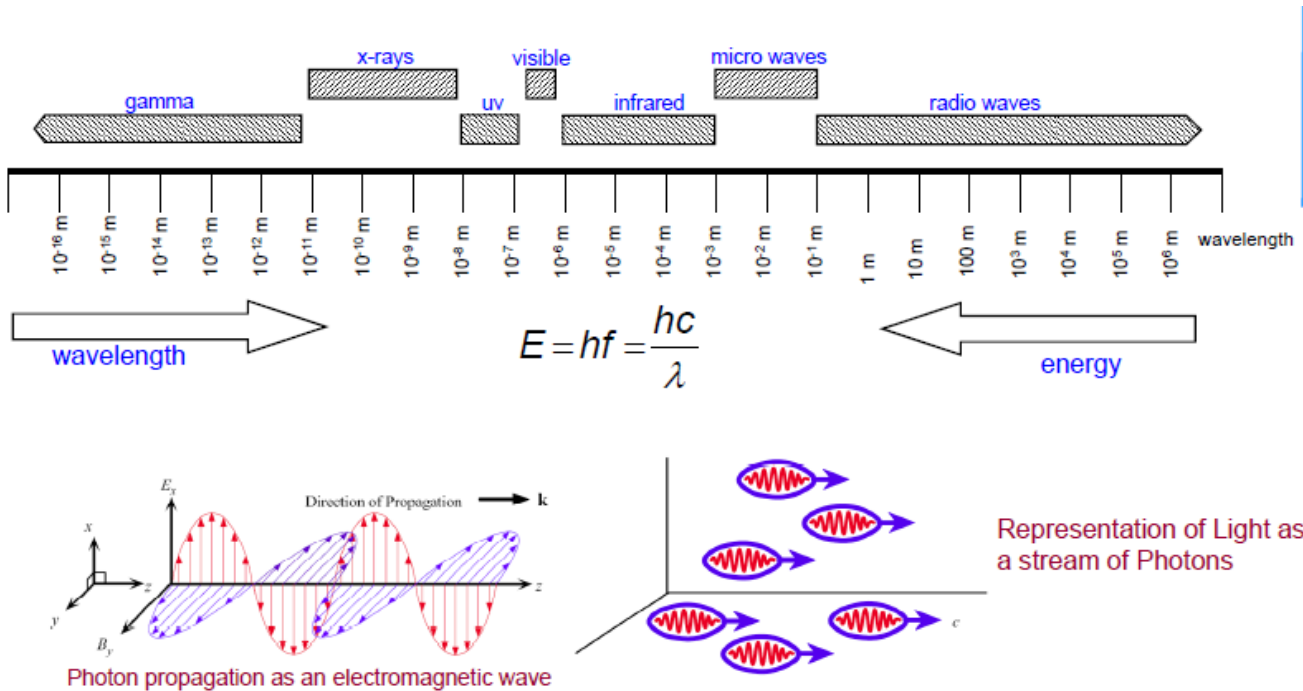 x-rays visible micro waves
gamma uv infrared radio waves
10⁻¹⁶ m 10⁻¹⁵ m 10⁻¹⁴ m 10⁻¹³ m 10⁻¹² m 10⁻¹¹ m 10⁻¹⁰ m 10⁻⁹ m 10⁻⁸ m 10⁻⁷ m 10⁻⁶ m 10⁻⁵ m 10⁻⁴ m 10⁻³ m 10⁻² m 10⁻¹ m 1 m 10 m 100 m 10³ m 10⁴ m 10⁵ m 10⁶ m wavelength
wavelength
E = hf = hc/λ
energy
Eₓ
Direction of Propagation k
x
z
y
Bᵧ
z
Photon propagation as an electromagnetic wave
Representation of Light as
a stream of Photons
c